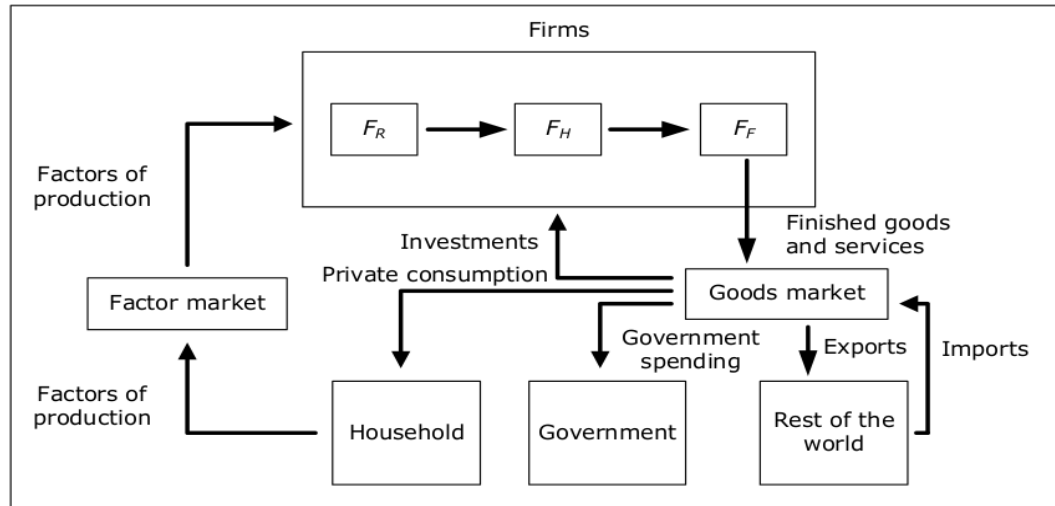 Firms
F_R
F_H
F_F
Factors of
production
Investments
Finished goods
and services
Private consumption
Factor market
Goods market
Government
spending
Exports
Imports
Factors of
production
Household
Government
Rest of the
world